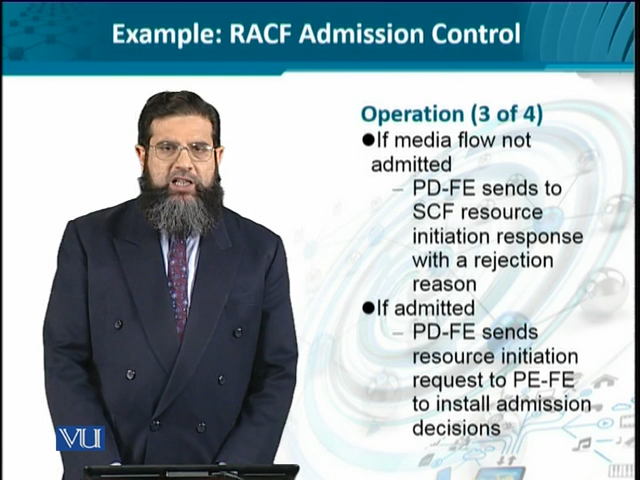 Example: RACF Admission Control
Operation (3 of 4)
●If media flow not
admitted
– PD-FE sends to
SCF resource
initiation response
with a rejection
reason
●If admitted
– PD-FE sends
resource initiation
request to PE-FE
to install admission
decisions
VU